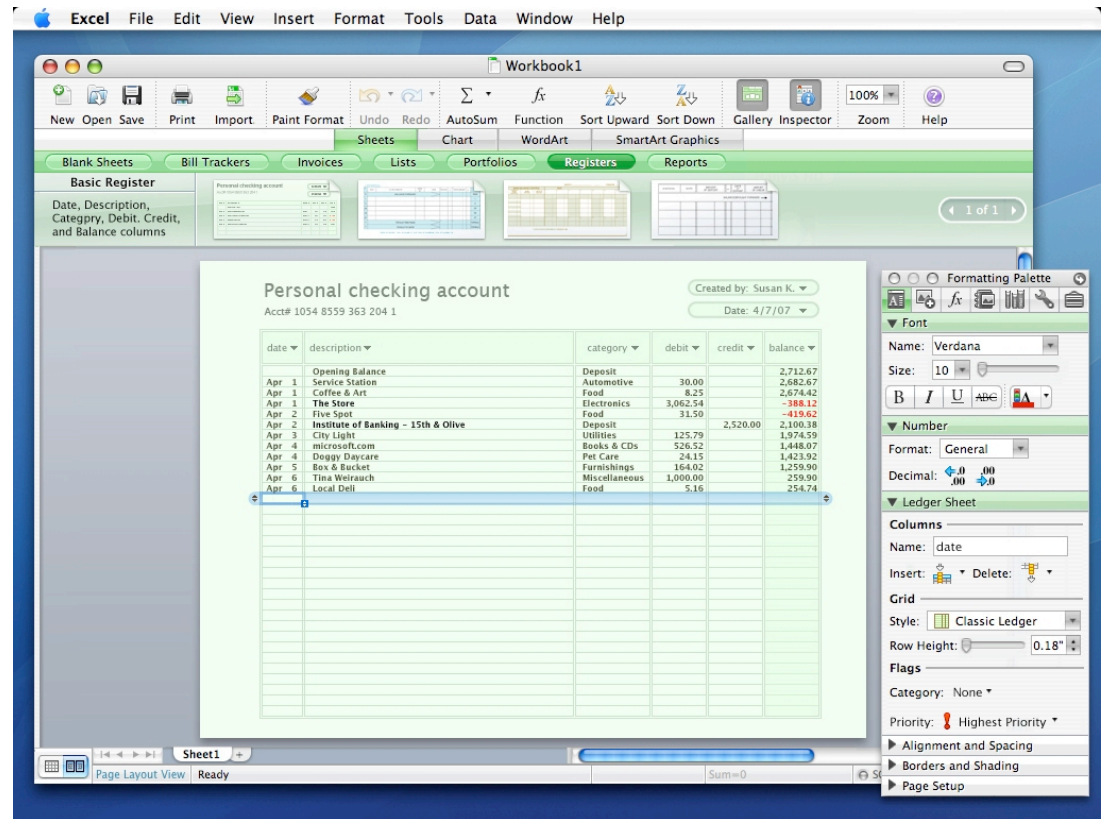 Excel File Edit View Insert Format Tools Data Window Help
Workbook1
New Open Save Print Import Paint Format Undo Redo AutoSum Function Sort Upward Sort Down Gallery Inspector Zoom Help
100%
Sheets Chart WordArt SmartArt Graphics
Blank Sheets Bill Trackers Invoices Lists Portfolios Registers Reports
Basic Register
Date, Description,
Categpry, Debit. Credit,
and Balance columns
1 of 1
Personal checking account
Acct# 1054 8559 363 204 1
Created by: Susan K.
Date: 4/7/07
date description category debit credit balance
Opening Balance Deposit 2,712.67
Apr 1 Service Station Automotive 30.00 2,682.67
Apr 1 Coffee & Art Food 8.25 2,674.42
Apr 1 The Store Electronics 3,062.54 -388.12
Apr 2 Five Spot Food 31.50 -419.62
Apr 2 Institute of Banking - 15th & Olive Deposit 2,520.00 2,100.38
Apr 3 City Light Utilities 125.79 1,974.59
Apr 4 microsoft.com Books & CDs 526.52 1,448.07
Apr 4 Doggy Daycare Pet Care 24.15 1,423.92
Apr 5 Box & Bucket Furnishings 164.02 1,259.90
Apr 6 Tina Weirauch Miscellaneous 1,000.00 259.90
Apr 6 Local Deli Food 5.16 254.74
Sheet1
Page Layout View Ready Sum=0
Formatting Palette
Font
Name: Verdana
Size: 10
B I U ABC A
Number
Format: General
Decimal: .0 .00 .00 .0
Ledger Sheet
Columns
Name: date
Insert: Delete:
Grid
Style: Classic Ledger
Row Height: 0.18"
Flags
Category: None
Priority: Highest Priority
Alignment and Spacing
Borders and Shading
Page Setup